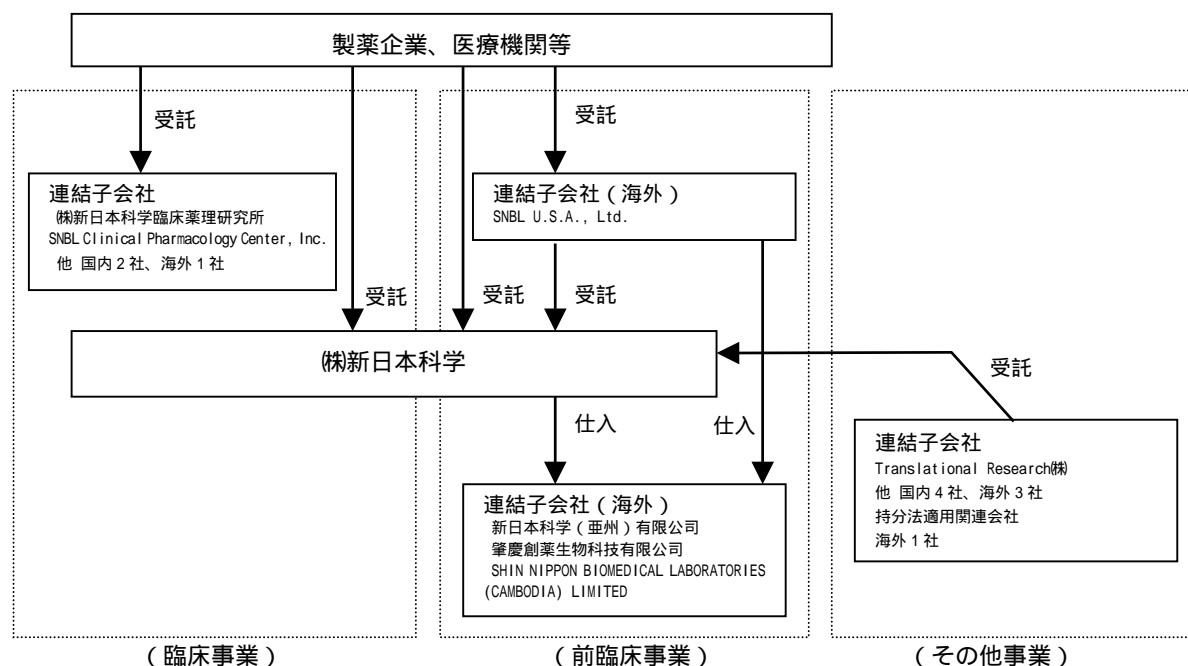 製薬企業、医療機関等
受託
受託
連結子会社
㈱新日本科学臨床薬理研究所
SNBL Clinical Pharmacology Center, Inc.
他 国内2社、海外1社
連結子会社(海外)
SNBL U.S.A., Ltd.
受託
受託
受託
㈱新日本科学
受託
仕入
仕入
連結子会社
Translational Research㈱
他 国内4社、海外3社
持分法適用関連会社
海外1社
連結子会社(海外)
新日本科学(亜州)有限公司
肇慶創薬生物科技有限公司
SHIN NIPPON BIOMEDICAL LABORATORIES
(CAMBODIA) LIMITED
(臨床事業)
(前臨床事業)
(その他事業)